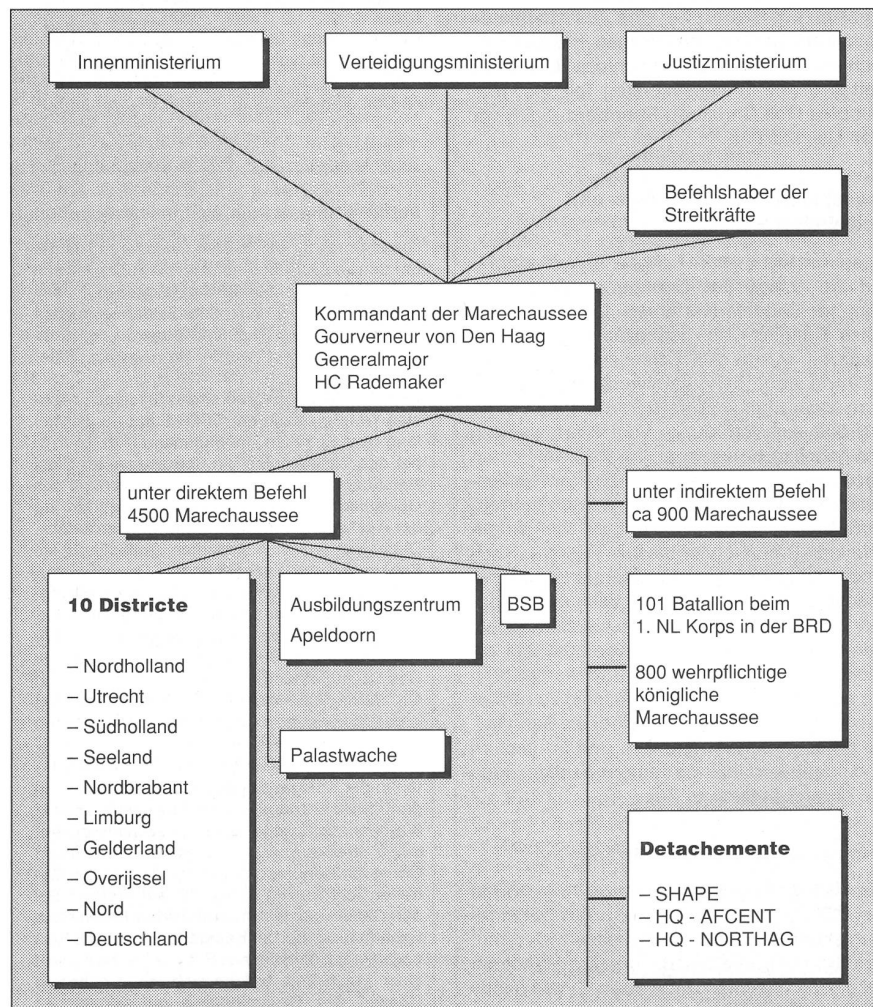 Innenministerium
Verteidigungsministerium
Justizministerium
Befehlshaber der
Streitkräfte
Kommandant der Marechaussee
Gourverneur von Den Haag
Generalmajor
HC Rademaker
unter direktem Befehl
4500 Marechaussee
unter indirektem Befehl
ca 900 Marechaussee
10 Districte
– Nordholland
– Utrecht
– Südholland
– Seeland
– Nordbrabant
– Limburg
– Gelderland
– Overijssel
– Nord
– Deutschland
Ausbildungszentrum
Apeldoorn
BSB
Palastwache
101 Batallion beim
1. NL Korps in der BRD
800 wehrpflichtige
königliche
Marechaussee
Detachemente
– SHAPE
– HQ - AFCENT
– HQ - NORTHAG